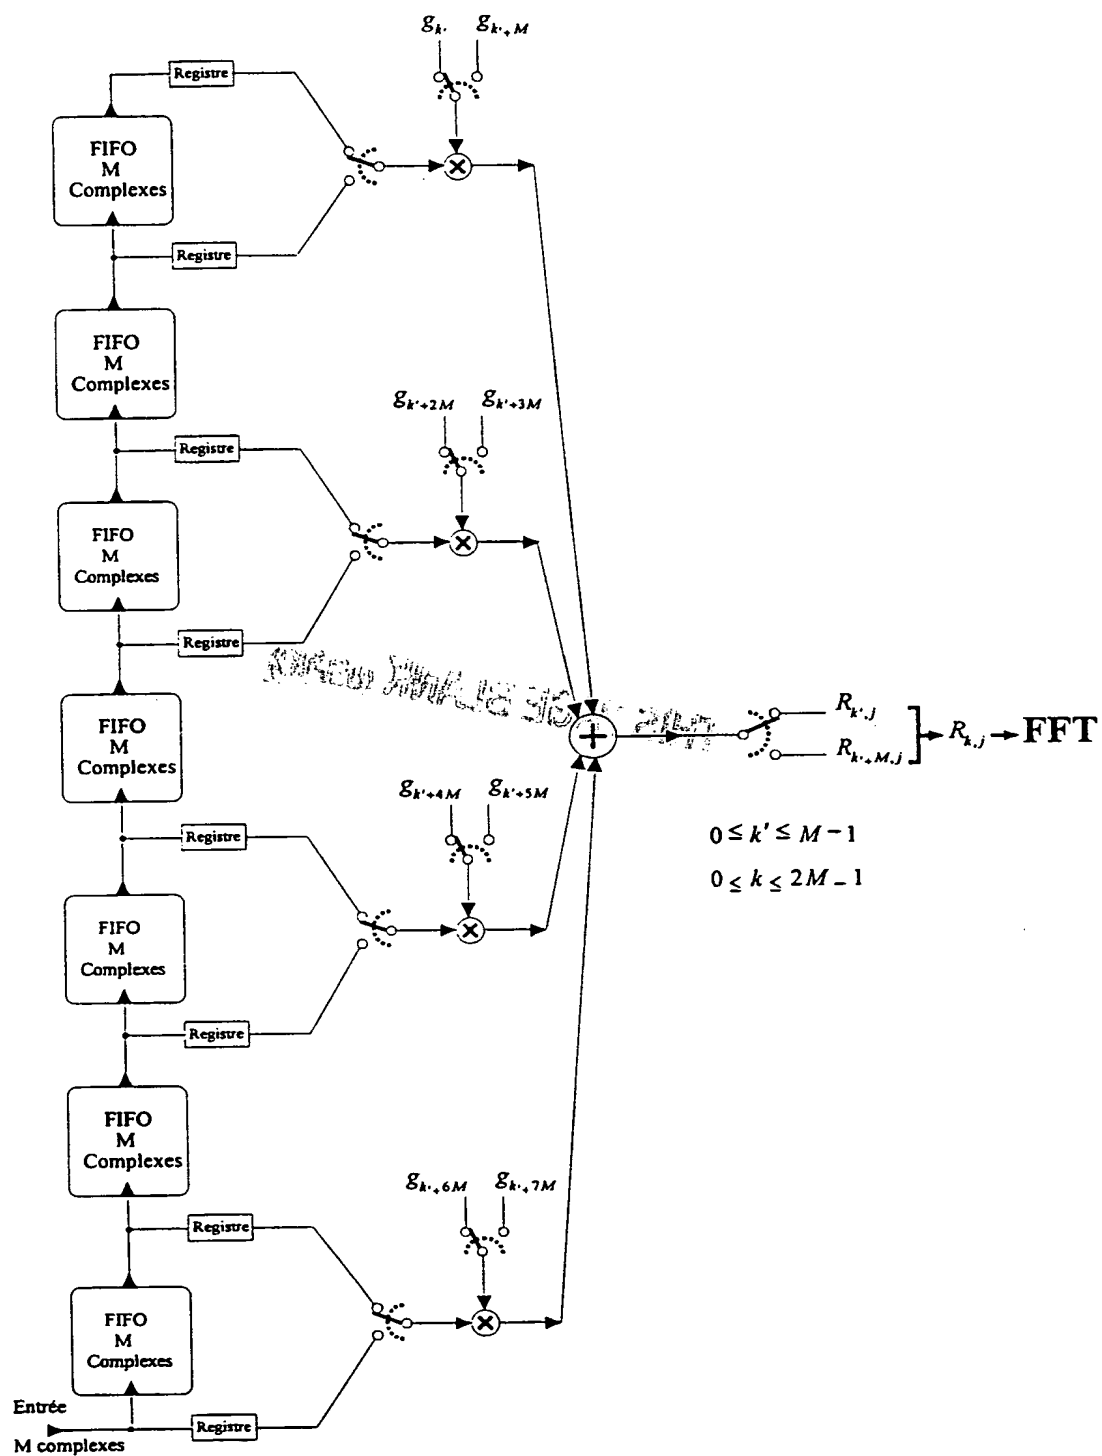 g_{k'} g_{k'+M}
Registre
FIFO
M
Complexes
Registre
FIFO
M
Complexes
g_{k'+2M} g_{k'+3M}
Registre
FIFO
M
Complexes
Registre
FIFO
M
Complexes
R_{k',j}
R_{k'+M,j}
R_{k,j} → FFT
g_{k'+4M} g_{k'+5M}
0 ≤ k' ≤ M-1
0 ≤ k ≤ 2M-1
Registre
FIFO
M
Complexes
Registre
FIFO
M
Complexes
g_{k'+6M} g_{k'+7M}
Registre
FIFO
M
Complexes
Entrée
M complexes
Registre